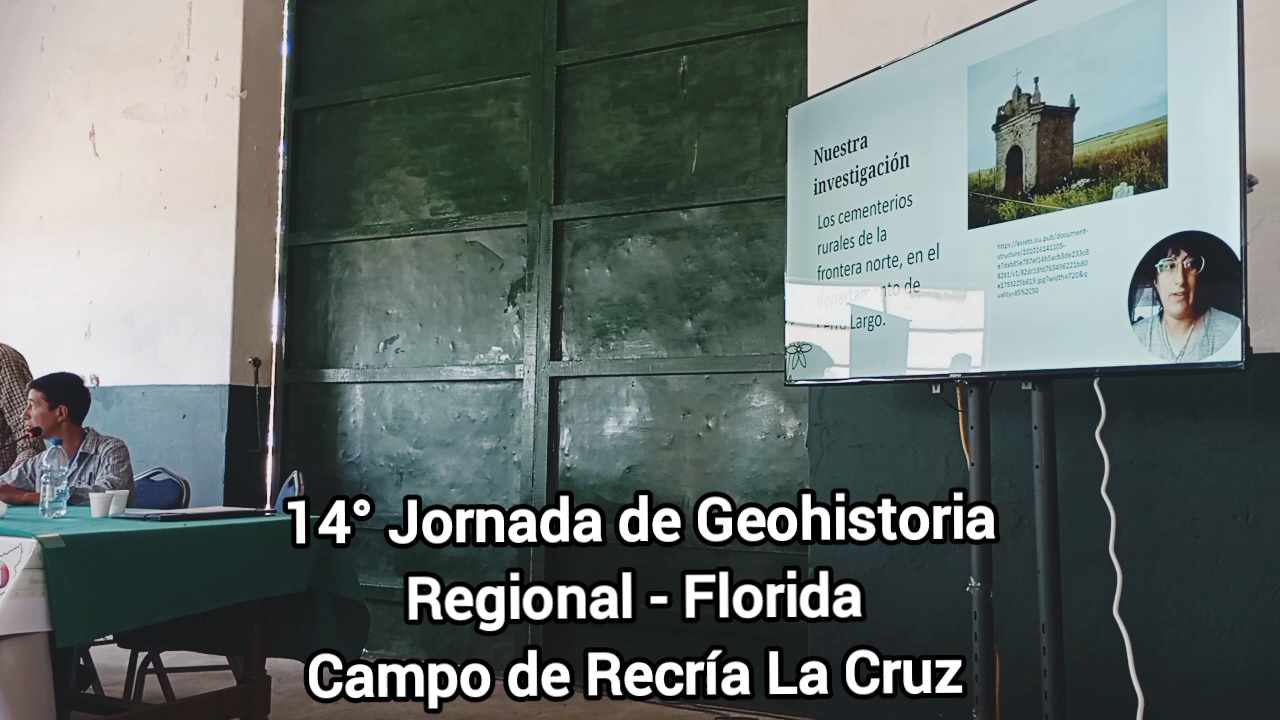 Nuestra
investigación
Los cementerios
rurales de la
frontera norte, en el
de
Largo.
14° Jornada de Geohistoria
Regional - Florida
Campo de Recría La Cruz